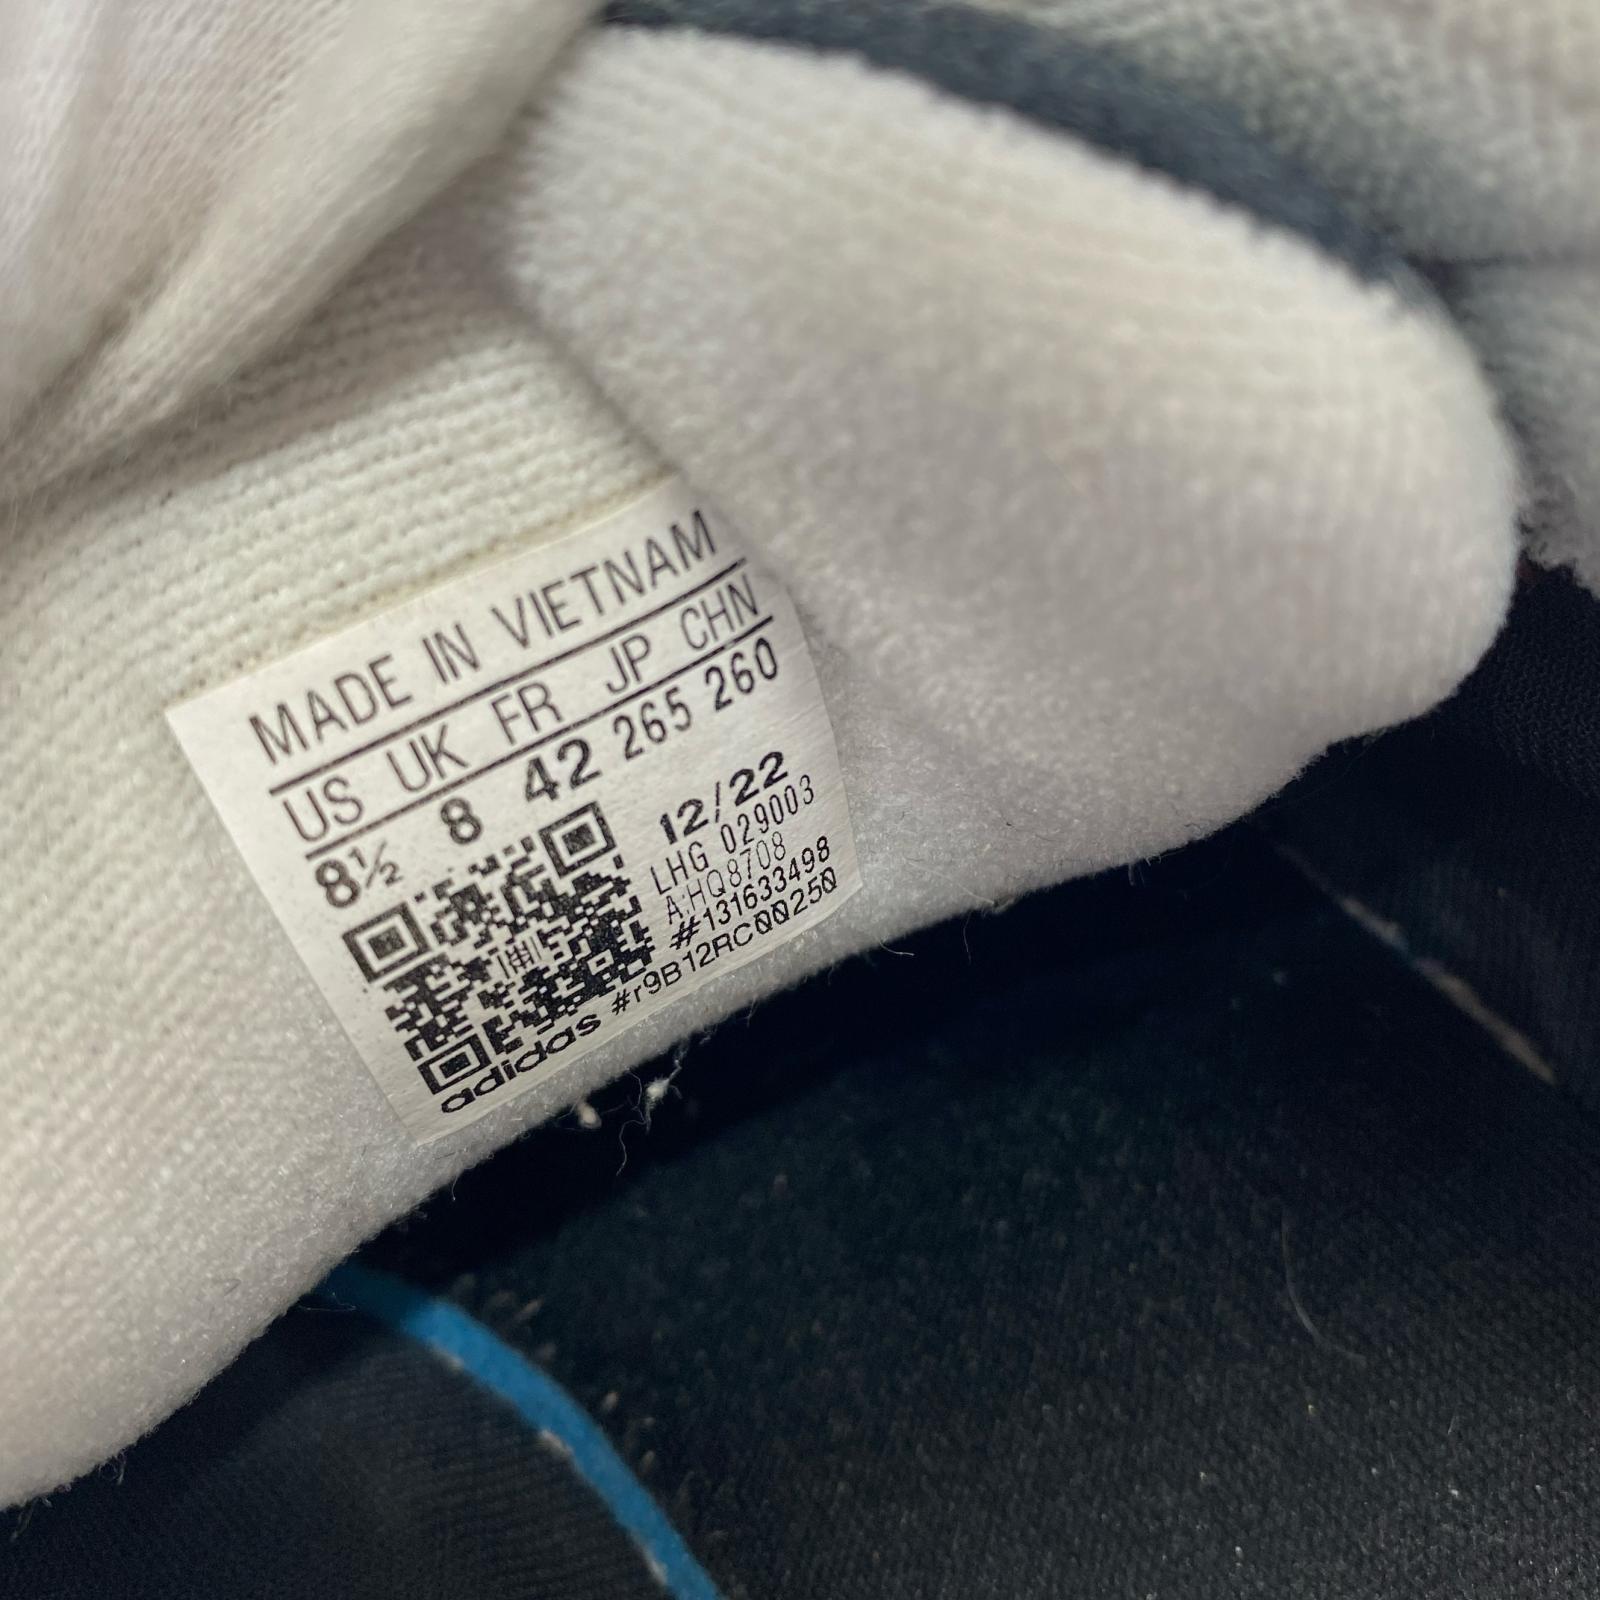 MADE IN VIETNAM
US UK FR JP CHN
8½ 8 42 265 260
12/22
LHG 029003
A:HQ8708
#131633498
#r9B12RC00250
adidas